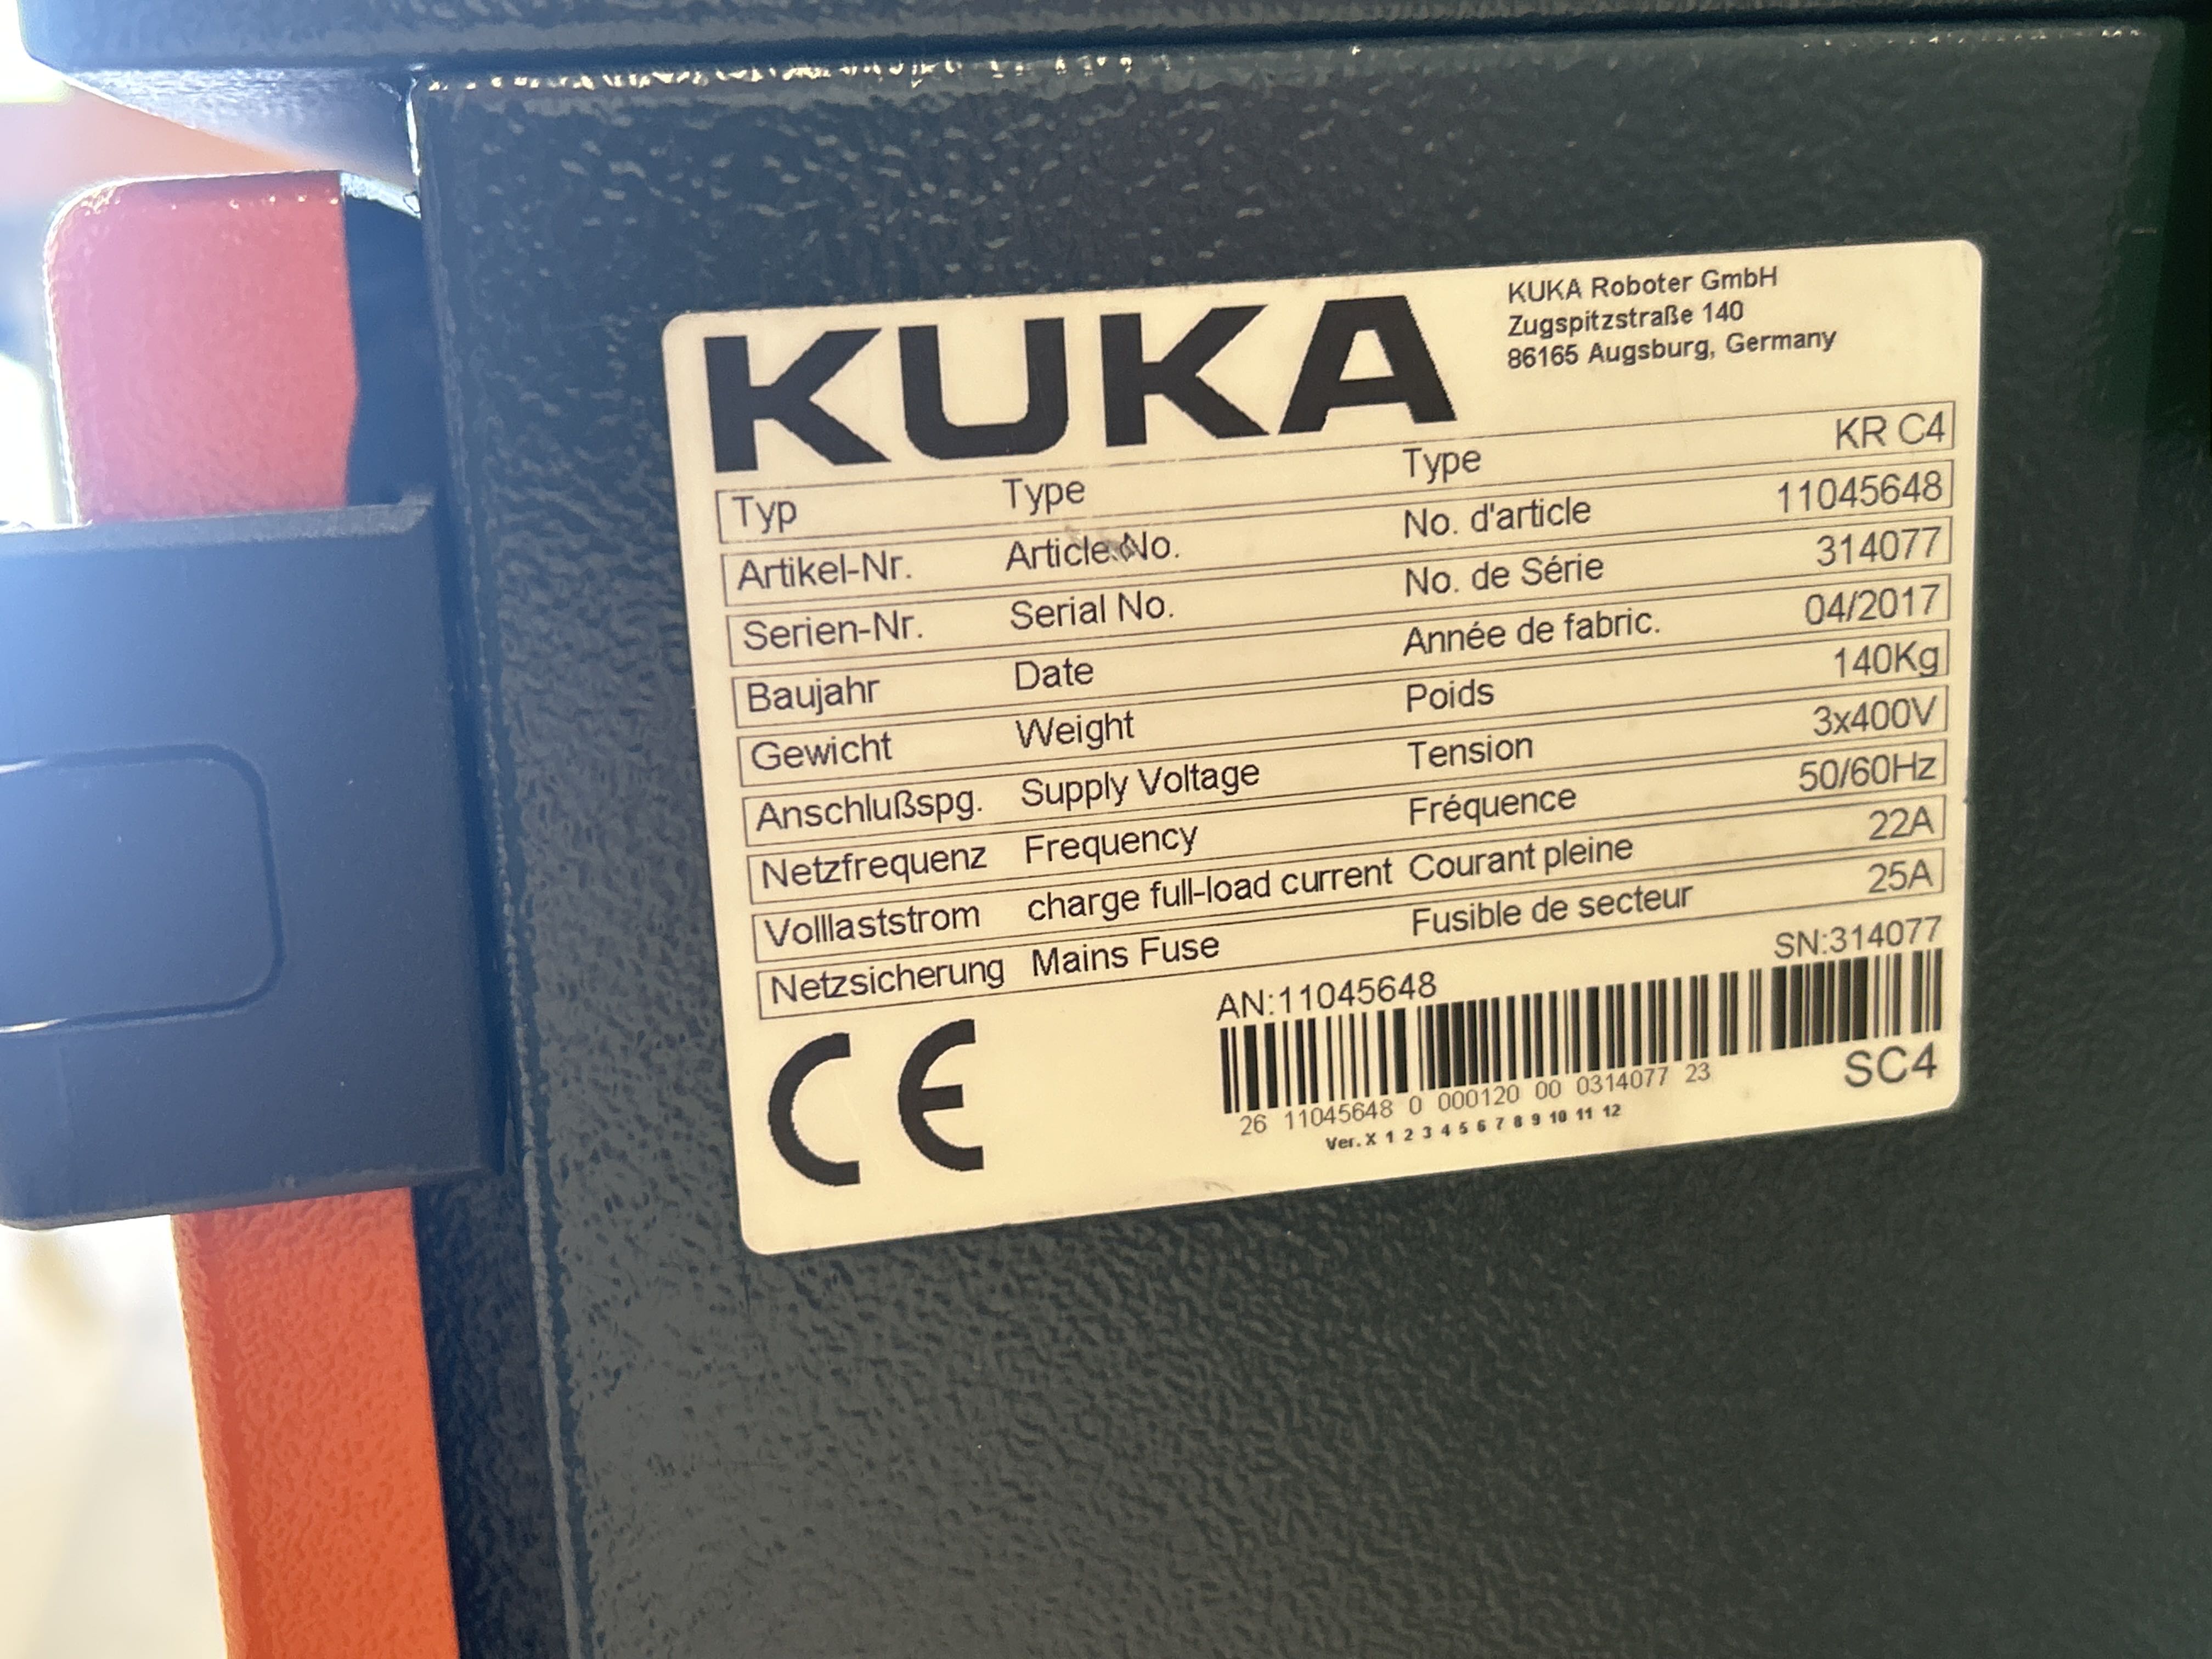 KUKA
KUKA Roboter GmbH
Zugspitzstraße 140
86165 Augsburg, Germany
Typ Type Type KR C4
Artikel-Nr. Article No. No. d'article 11045648
Serien-Nr. Serial No. No. de Série 314077
Baujahr Date Année de fabric. 04/2017
Gewicht Weight Poids 140Kg
Anschlußspg. Supply Voltage Tension 3x400V
Netzfrequenz Frequency Fréquence 50/60Hz
Volllaststrom charge full-load current Courant pleine 22A
Netzsicherung Mains Fuse Fusible de secteur 25A
AN:11045648 SN:314077
CE
26 11045648 0 000120 00 0314077 23
SC4
Ver. X 1 2 3 4 5 6 7 8 9 10 11 12